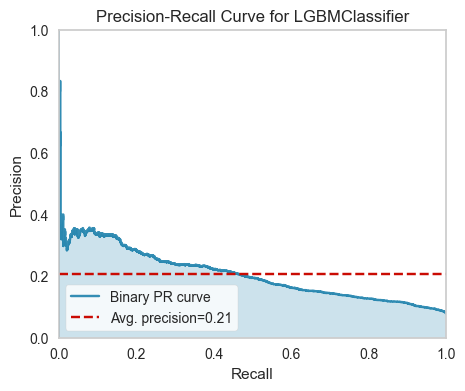 Precision-Recall Curve for LGBMClassifier
1.0
0.8
0.6
0.4
0.2
0.0
Precision
Binary PR curve
Avg. precision=0.21
0.0 0.2 0.4 0.6 0.8 1.0
Recall